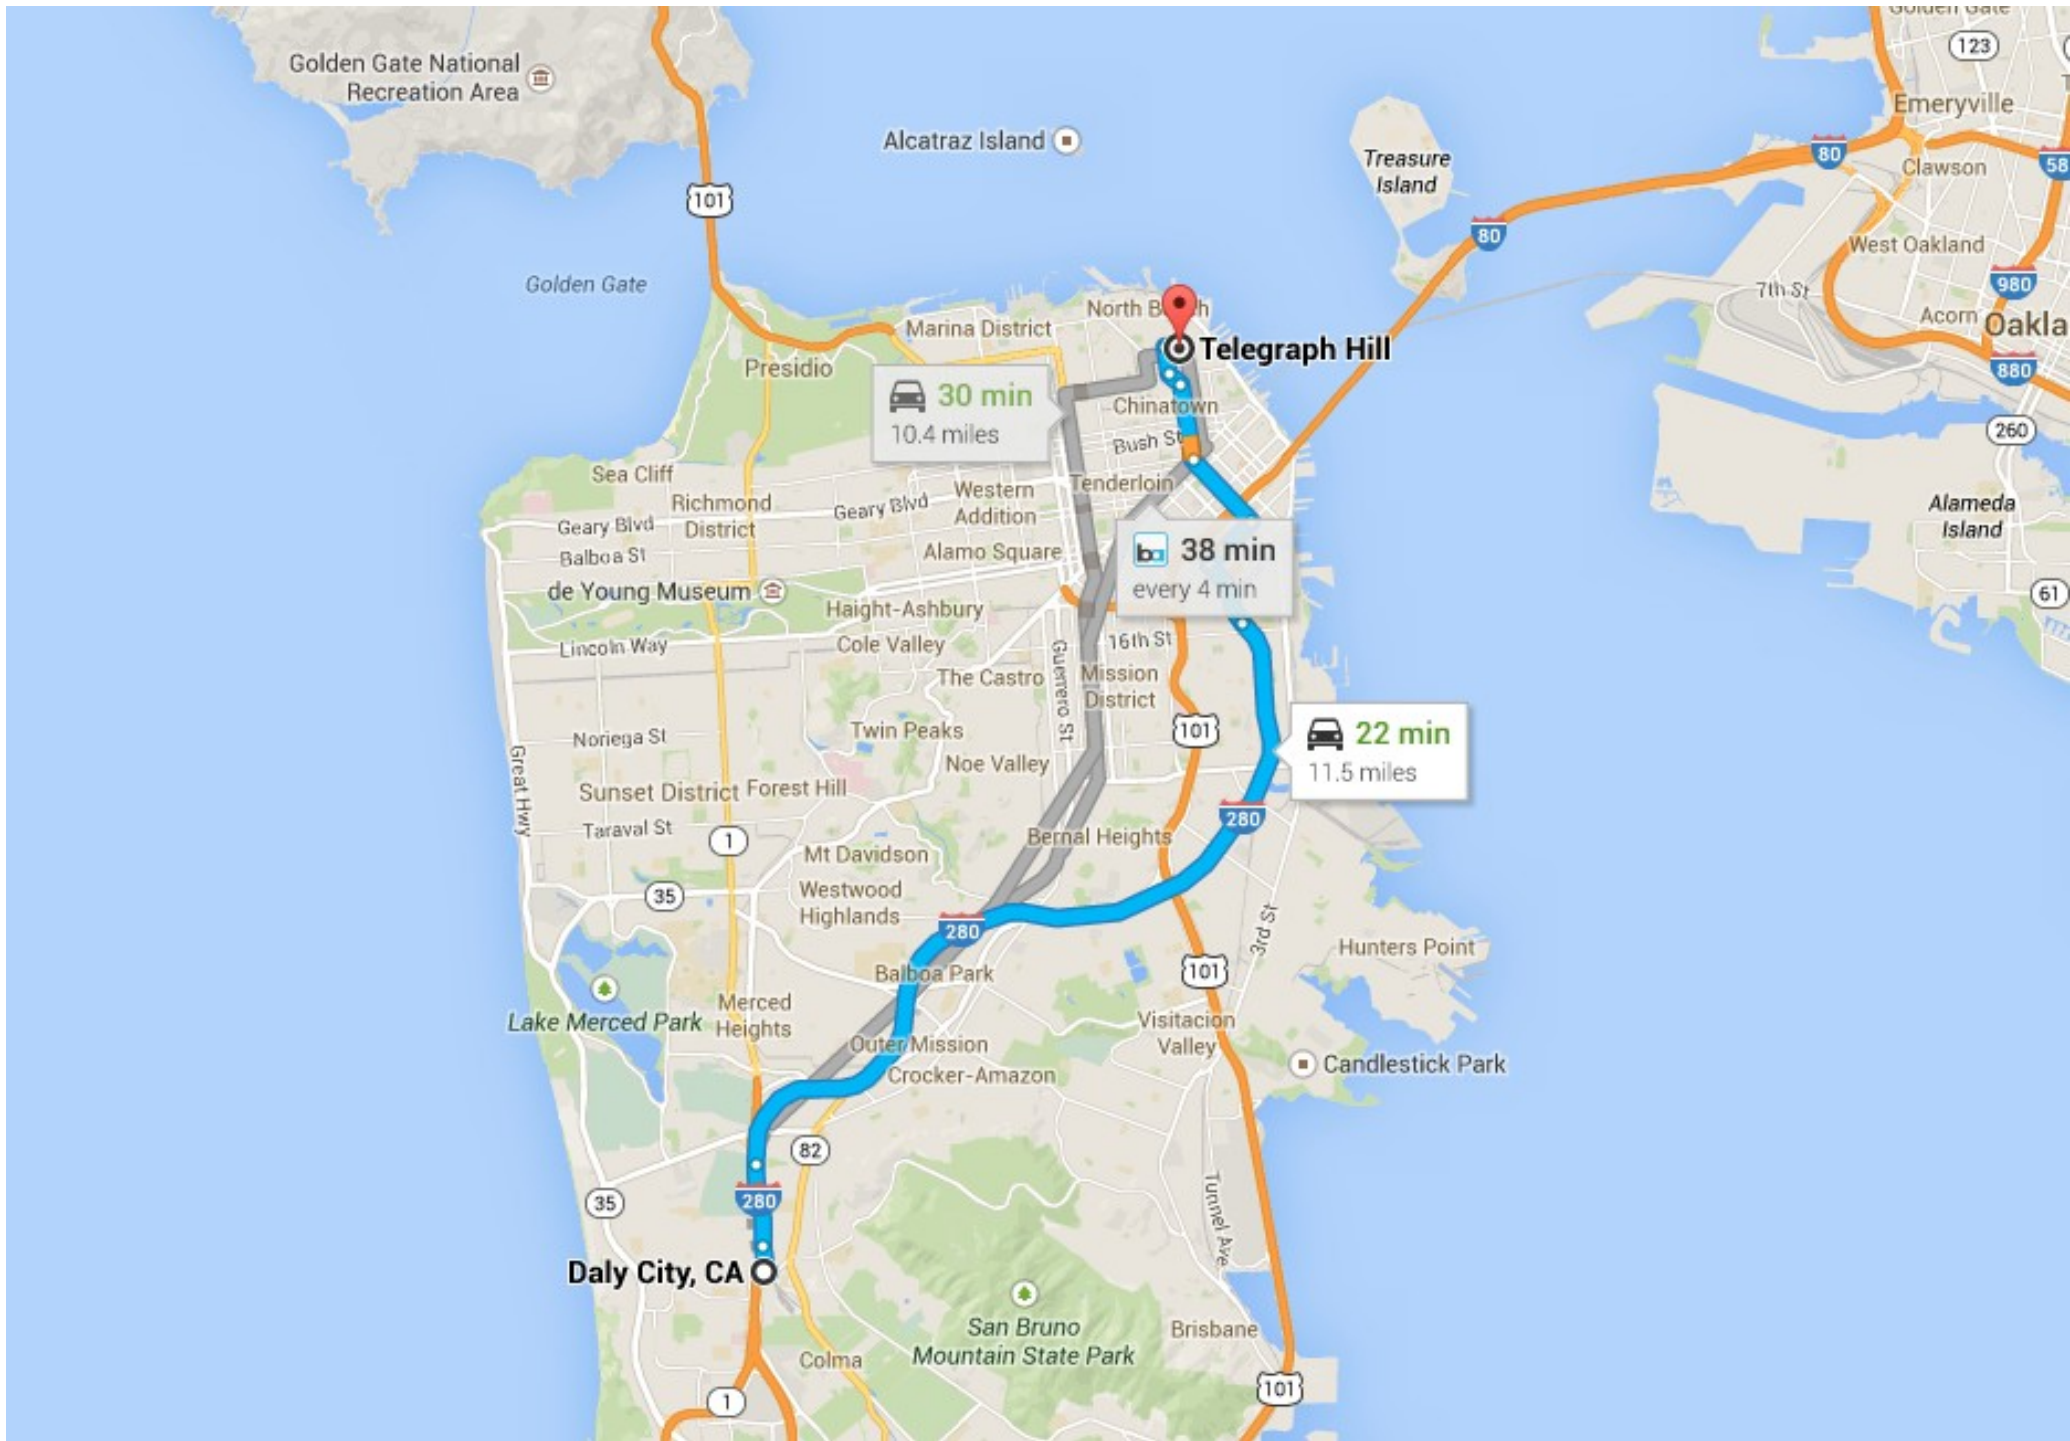 Golden Gate
123
Golden Gate National
Recreation Area
Emeryville
Alcatraz Island
80
58
Treasure
Island
Clawson
101
80
West Oakland
Golden Gate
980
7th St
North B
h
Acorn
Oakla
Marina District
Telegraph Hill
Presidio
880
30 min
10.4 miles
Chinatown
260
Bush St
Sea Cliff
Tenderloin
Western
Addition
Richmond
District
Geary Blvd
Geary Blvd
Alameda
Island
Balboa St
Alamo Square
ba
38 min
every 4 min
de Young Museum
61
Haight-Ashbury
Lincoln Way
Cole Valley
16th St
The Castro
Guerrero St
Mission
District
Twin Peaks
101
22 min
11.5 miles
Noriega St
Great Hwy
Noe Valley
Sunset District
Forest Hill
280
Taraval St
1
Bernal Heights
Mt Davidson
35
Westwood
Highlands
280
3rd St
Hunters Point
Balboa Park
101
Lake Merced Park
Merced
Heights
Visitacion
Valley
Outer Mission
Candlestick Park
Crocker-Amazon
82
35
280
Tunnel Ave
Daly City, CA
San Bruno
Mountain State Park
Brisbane
Colma
1
101